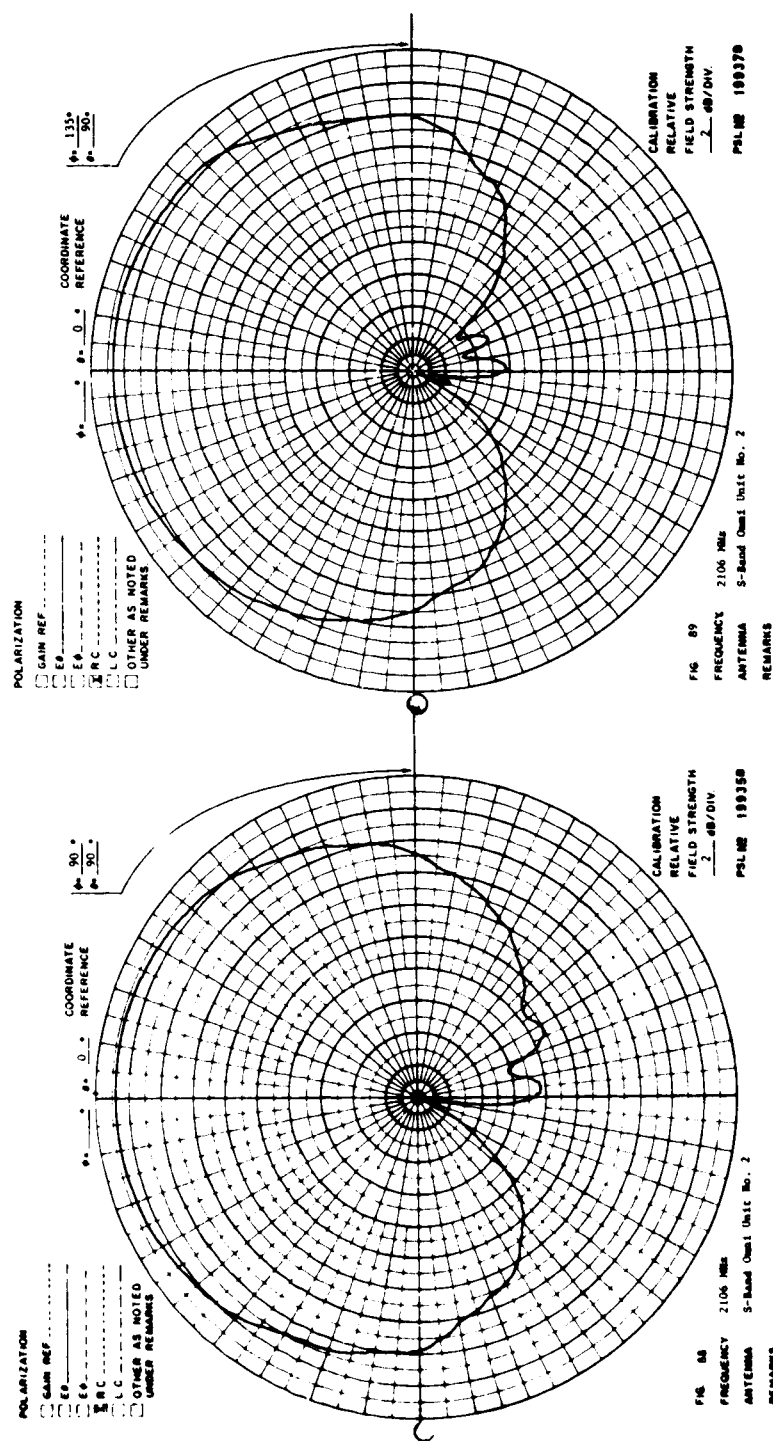 POLARIZATION
GAIN REF
Eθ
Eφ
RC
LC
OTHER AS NOTED
UNDER REMARKS
COORDINATE
REFERENCE
φ= ° θ= 0 °
φ= 135°
θ= 90°
CALIBRATION
RELATIVE
FIELD STRENGTH
2 dB/DIV.
PSL No 199370
FIG 89
FREQUENCY 2106 MHz
ANTENNA S-Band Omni Unit No. 2
REMARKS
POLARIZATION
GAIN REF
Eθ
Eφ
RC
LC
OTHER AS NOTED
UNDER REMARKS
COORDINATE
REFERENCE
φ= ° θ= 0 °
φ= 90 °
θ= 90 °
CALIBRATION
RELATIVE
FIELD STRENGTH
2 dB/DIV.
PSL No 199350
FIG 88
FREQUENCY 2106 MHz
ANTENNA S-Band Omni Unit No. 2
REMARKS